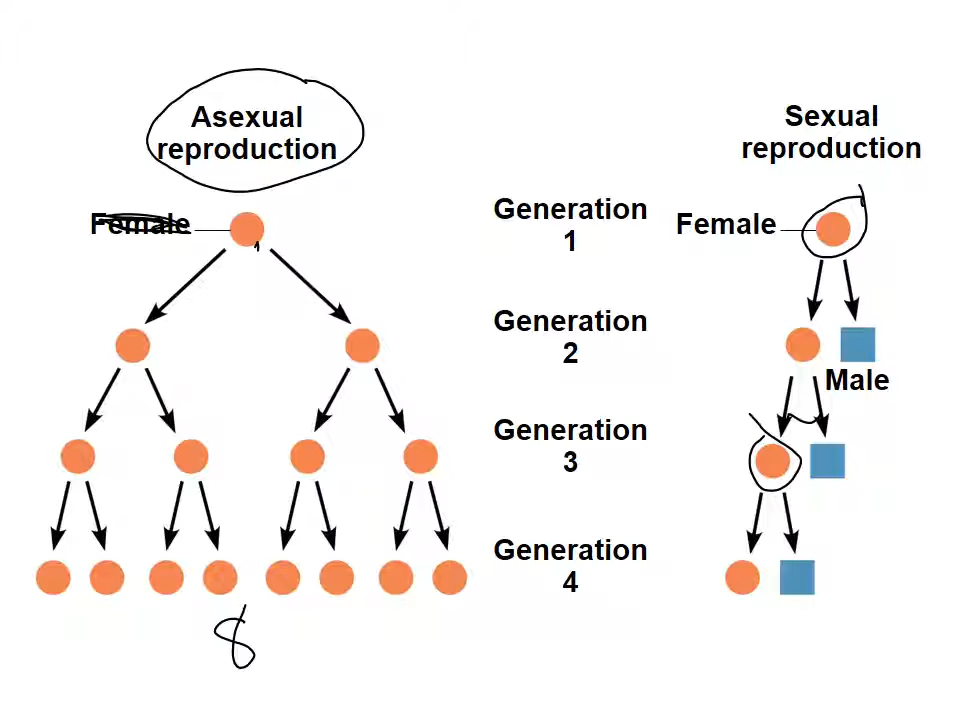 Asexual
reproduction
Sexual
reproduction
Female
Generation
1
Female
Generation
2
Male
Generation
3
Generation
4
8